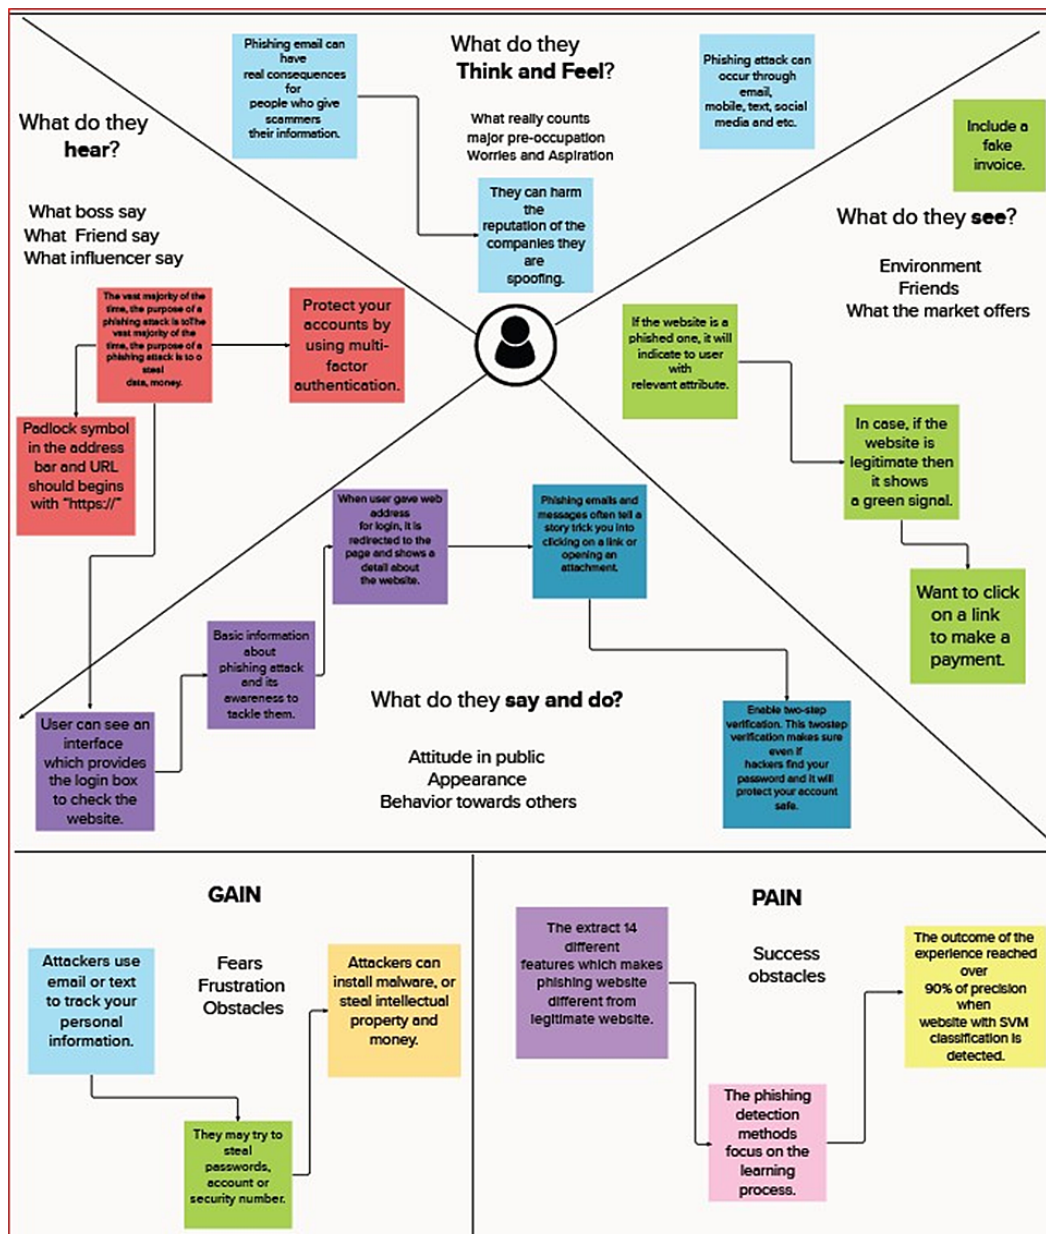 What do they
Think and Feel?
What really counts
major pre-occupation
Worries and Aspiration
Phishing email can
have
real consequences
for
people who give
scammers
their information.
They can harm
the
reputation of the
companies they
are
spoofing.
Phishing attack can
occur through
email,
mobile, text, social
media and etc.
What do they
hear?
What boss say
What Friend say
What influencer say
The vast majority of the
time, the purpose of a
phishing attack is toThe
vast majority of the
time, the purpose of a
phishing attack is to o
steal
data, money.
Protect your
accounts by
using multi-
factor
authentication.
Padlock symbol
in the address
bar and URL
should begins
with "https://"
Include a
fake
invoice.
What do they see?
Environment
Friends
What the market offers
If the website is a
phished one, it will
indicate to user
with
relevant attribute.
In case, if the
website is
legitimate then
it shows
a green signal.
Want to click
on a link
to make a
payment.
When user gave web
address
for login, it is
redirected to the
page and shows a
detail about
the website.
Phishing emails and
messages often tell a
story trick you into
clicking on a link or
opening an
attachment.
Basic information
about
phishing attack
and its
awareness to
tackle them.
User can see an
interface
which provides
the login box
to check the
website.
What do they say and do?
Attitude in public
Appearance
Behavior towards others
Enable two-step
verification. This twostep
verification makes sure
even if
hackers find your
password and it will
protect your account
safe.
GAIN
Fears
Frustration
Obstacles
Attackers use
email or text
to track your
personal
information.
They may try to
steal
passwords,
account or
security number.
Attackers can
install malware, or
steal intellectual
property and
money.
PAIN
Success
obstacles
The extract 14
different
features which makes
phishing website
different from
legitimate website.
The phishing
detection
methods
focus on the
learning
process.
The outcome of the
experience reached
over
90% of precision
when
website with SVM
classification is
detected.